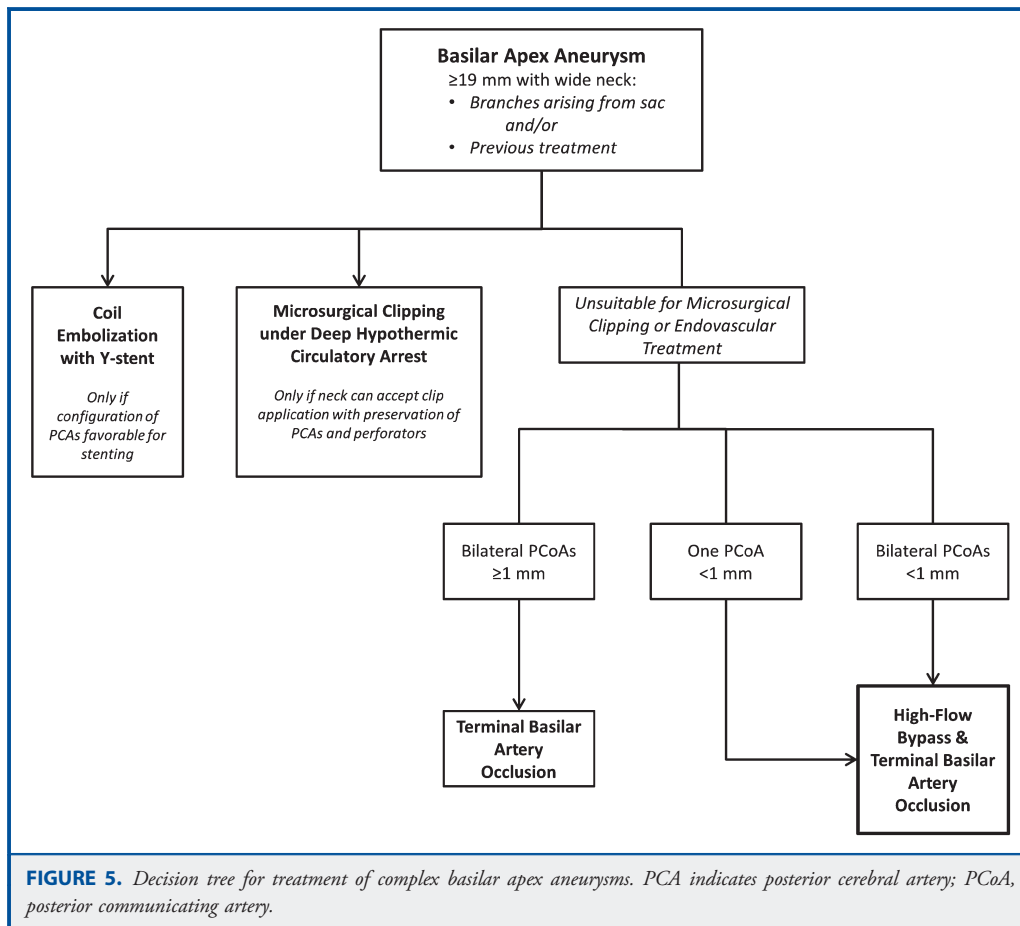 Basilar Apex Aneurysm
≥19 mm with wide neck:
• Branches arising from sac
and/or
• Previous treatment
Coil
Embolization
with Y-stent
Only if
configuration of
PCAs favorable for
stenting
Microsurgical Clipping
under Deep Hypothermic
Circulatory Arrest
Only if neck can accept clip
application with preservation of
PCAs and perforators
Unsuitable for Microsurgical
Clipping or Endovascular
Treatment
Bilateral PCoAs
≥1 mm
One PCoA
<1 mm
Bilateral PCoAs
<1 mm
Terminal Basilar
Artery
Occlusion
High-Flow
Bypass &
Terminal Basilar
Artery
Occlusion
FIGURE 5. Decision tree for treatment of complex basilar apex aneurysms. PCA indicates posterior cerebral artery; PCoA,
posterior communicating artery.